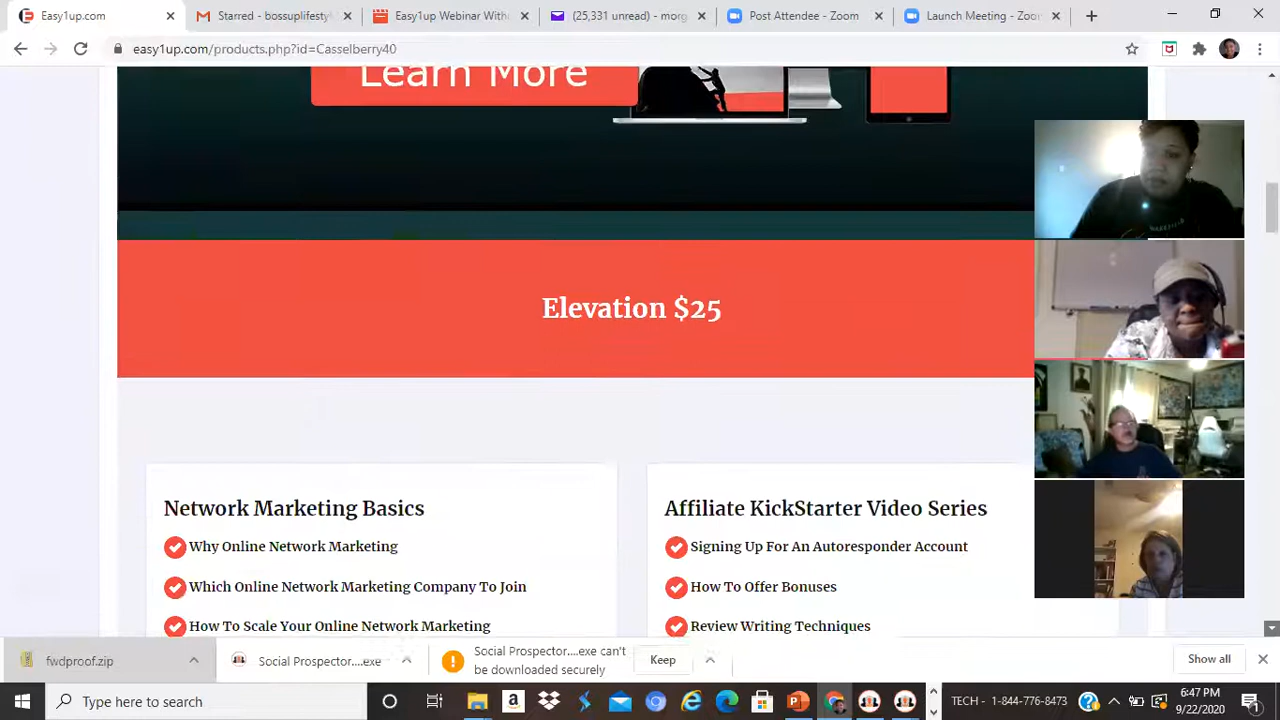 Easy1up.com
Starred - bossuplifestyl
Easy1up Webinar With
(25,331 unread) - morg
Post Attendee - Zoom
Launch Meeting - Zoo
easy1up.com/products.php?id=Casselberry40
Learn More
Elevation $25
Network Marketing Basics
Why Online Network Marketing
Which Online Network Marketing Company To Join
How To Scale Your Online Network Marketing
Affiliate KickStarter Video Series
Signing Up For An Autoresponder Account
How To Offer Bonuses
Review Writing Techniques
fwdproof.zip
Social Prospector....exe
Social Prospector....exe can't
be downloaded securely
Keep
Show all
Type here to search
TECH - 1-844-776-8473
6:47 PM
9/22/2020